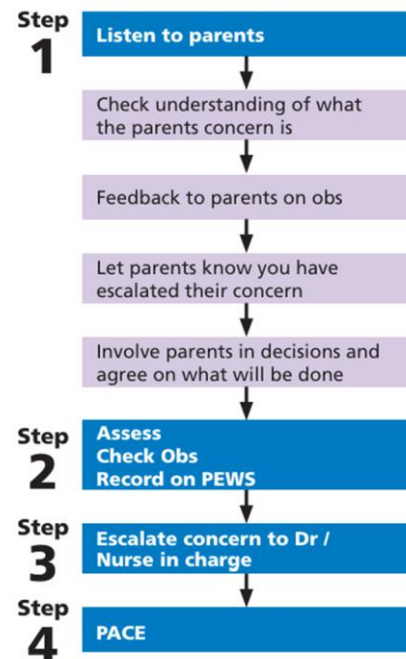 Step
1
Listen to parents
Check understanding of what
the parents concern is
Feedback to parents on obs
Let parents know you have
escalated their concern
Involve parents in decisions and
agree on what will be done
Step
2
Assess
Check Obs
Record on PEWS
Step
3
Escalate concern to Dr /
Nurse in charge
Step
4
PACE